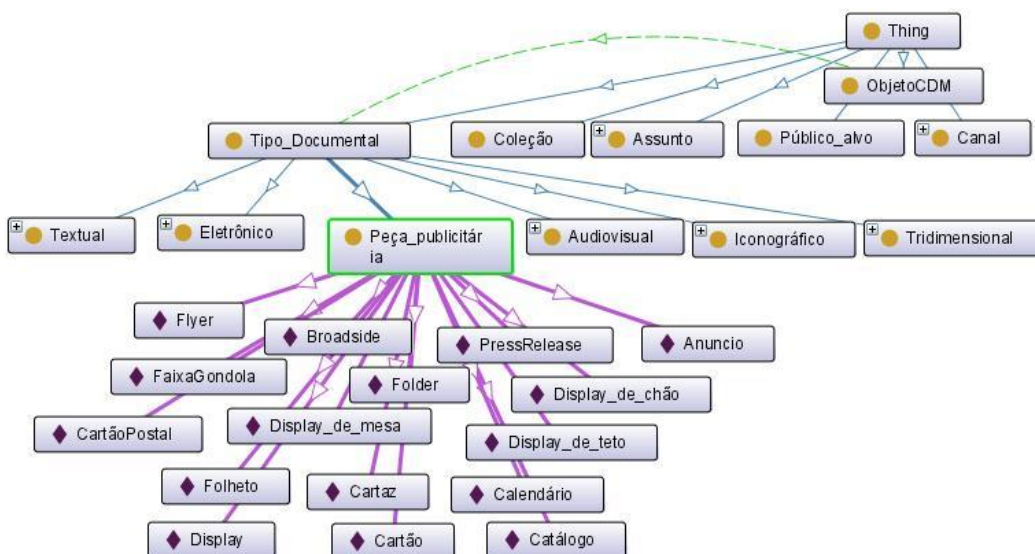 Thing
ObjetoCDM
Tipo_Documental
Coleção
Assunto
Público_alvo
Canal
Textual
Eletrônico
Peça_publicitár
ia
Audiovisual
Iconográfico
Tridimensional
Flyer
Broadside
PressRelease
Anuncio
FaixaGondola
Folder
Display_de_chão
CartãoPostal
Display_de_mesa
Display_de_teto
Folheto
Cartaz
Calendário
Display
Cartão
Catálogo